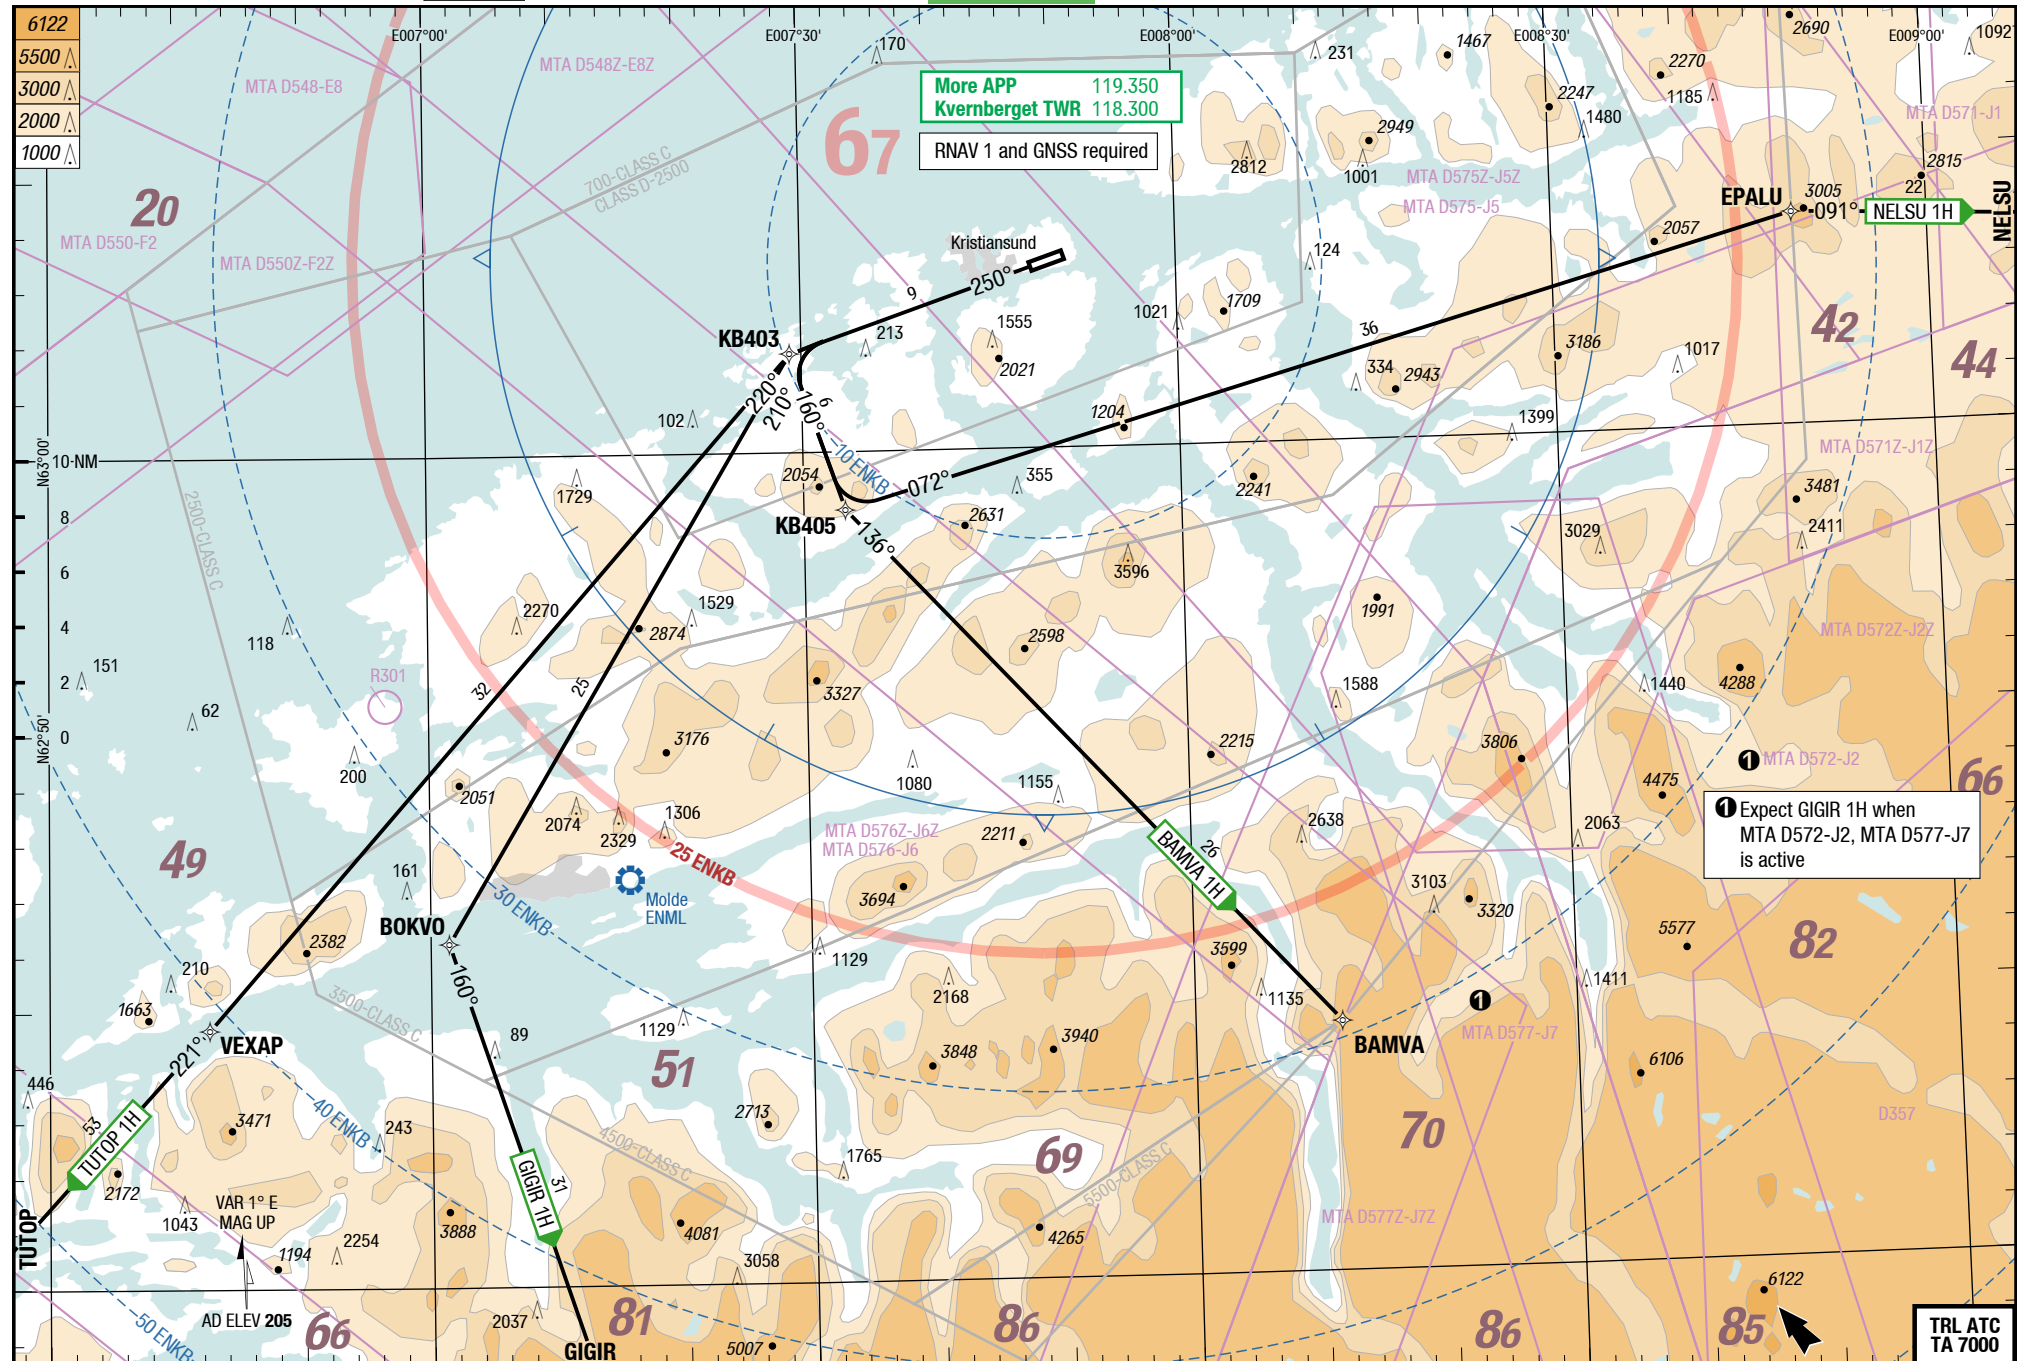 6122
5500
3000
2000
1000
E007°00'
E007°30'
E008°00'
E008°30'
E009°00'
170
231
1467
2690
1092
2270
1185
2247
1480
MTA D548-E8
MTA D548Z-E8Z
MTA D571-J1
67
More APP 119.350
Kvernberget TWR 118.300
RNAV 1 and GNSS required
700-CLASS C
CLASS D-2500
2812
2949
1001
MTA D575Z-J5Z
MTA D575-J5
2815
22
EPALU
3005
091°
NELSU 1H
NELSU
20
MTA D550-F2
MTA D550Z-F2Z
Kristiansund
250°
9
124
2057
1709
1021
1555
2021
213
KB403
36
42
44
334
2943
3186
1017
220°
210°
160°
6
102
1204
1399
N63°00'
10-NM
10 ENKB
2054
1729
072°
355
2241
MTA D571Z-J1Z
3481
2411
3029
2500-CLASS C
KB405
2631
136°
3596
8
6
4
2
0
N62°50'
2270
2874
1529
2598
1991
MTA D572Z-J2Z
118
151
62
R301
32
25
3327
1588
1440
4288
200
3176
2215
3806
MTA D572-J2
4475
66
2051
1080
1155
2074
2329
1306
MTA D576Z-J6Z
MTA D576-J6
2211
2638
2063
1 Expect GIGIR 1H when
MTA D572-J2, MTA D577-J7
is active
49
161
25 ENKB
30 ENKB
Molde
ENML
3694
BAMVA 1H
26
3103
3320
5577
82
BOKVO
2382
1129
3599
210
1663
160°
3500-CLASS C
2168
1135
1411
1
MTA D577-J7
VEXAP
221°
89
1129
51
3848
3940
BAMVA
6106
446
53
TUTOP 1H
3471
40 ENKB
243
2713
70
D357
4500-CLASS C
69
1765
5500-CLASS C
2172
VAR 1° E
MAG UP
1043
GIGIR 1H
31
3888
4081
4265
MTA D577Z-J7Z
TUTOP
1194
2254
3058
6122
AD ELEV 205
50 ENKB
66
2037
81
86
86
85
GIGIR
5007
TRL ATC
TA 7000